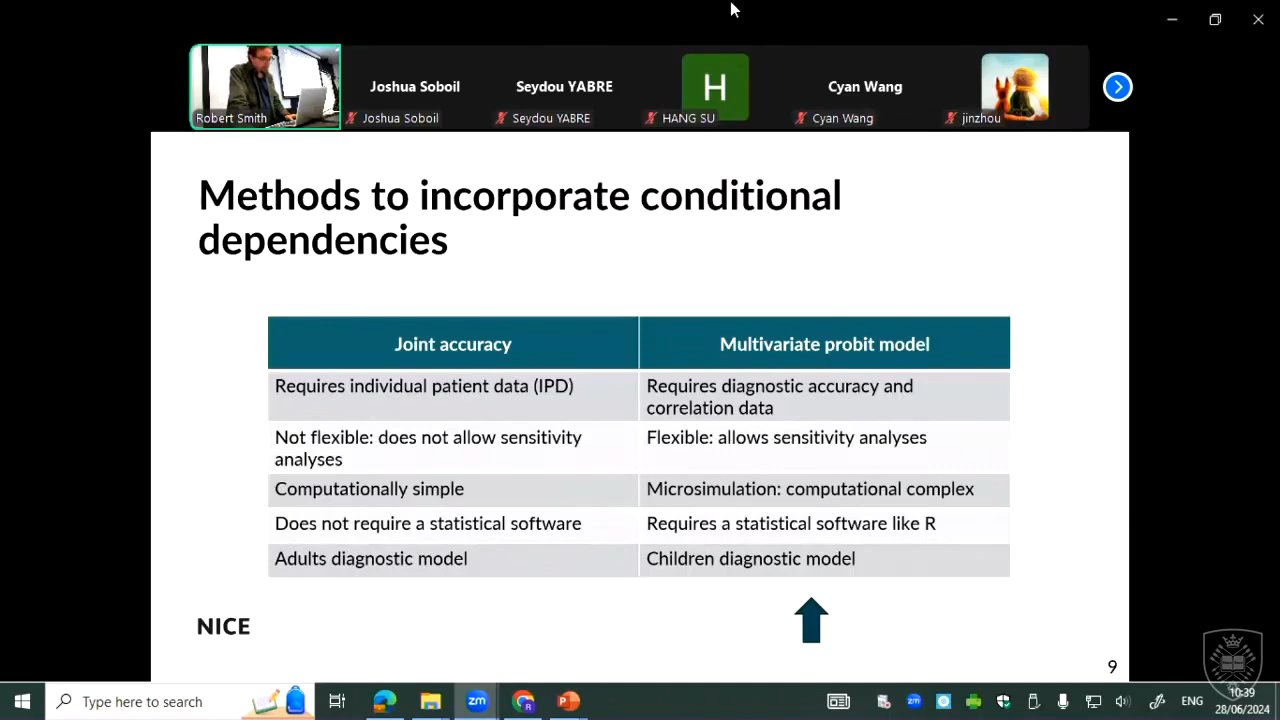 Joshua Soboil
Seydou YABRE
H
Cyan Wang
Robert Smith
Joshua Soboil
Seydou YABRE
HANG SU
Cyan Wang
jinzhou
Methods to incorporate conditional
dependencies
Joint accuracy
Multivariate probit model
Requires individual patient data (IPD)
Requires diagnostic accuracy and
correlation data
Not flexible: does not allow sensitivity
analyses
Flexible: allows sensitivity analyses
Computationally simple
Microsimulation: computational complex
Does not require a statistical software
Requires a statistical software like R
Adults diagnostic model
Children diagnostic model
NICE
9
Type here to search
zm
zm
ENG
10:39
28/06/2024